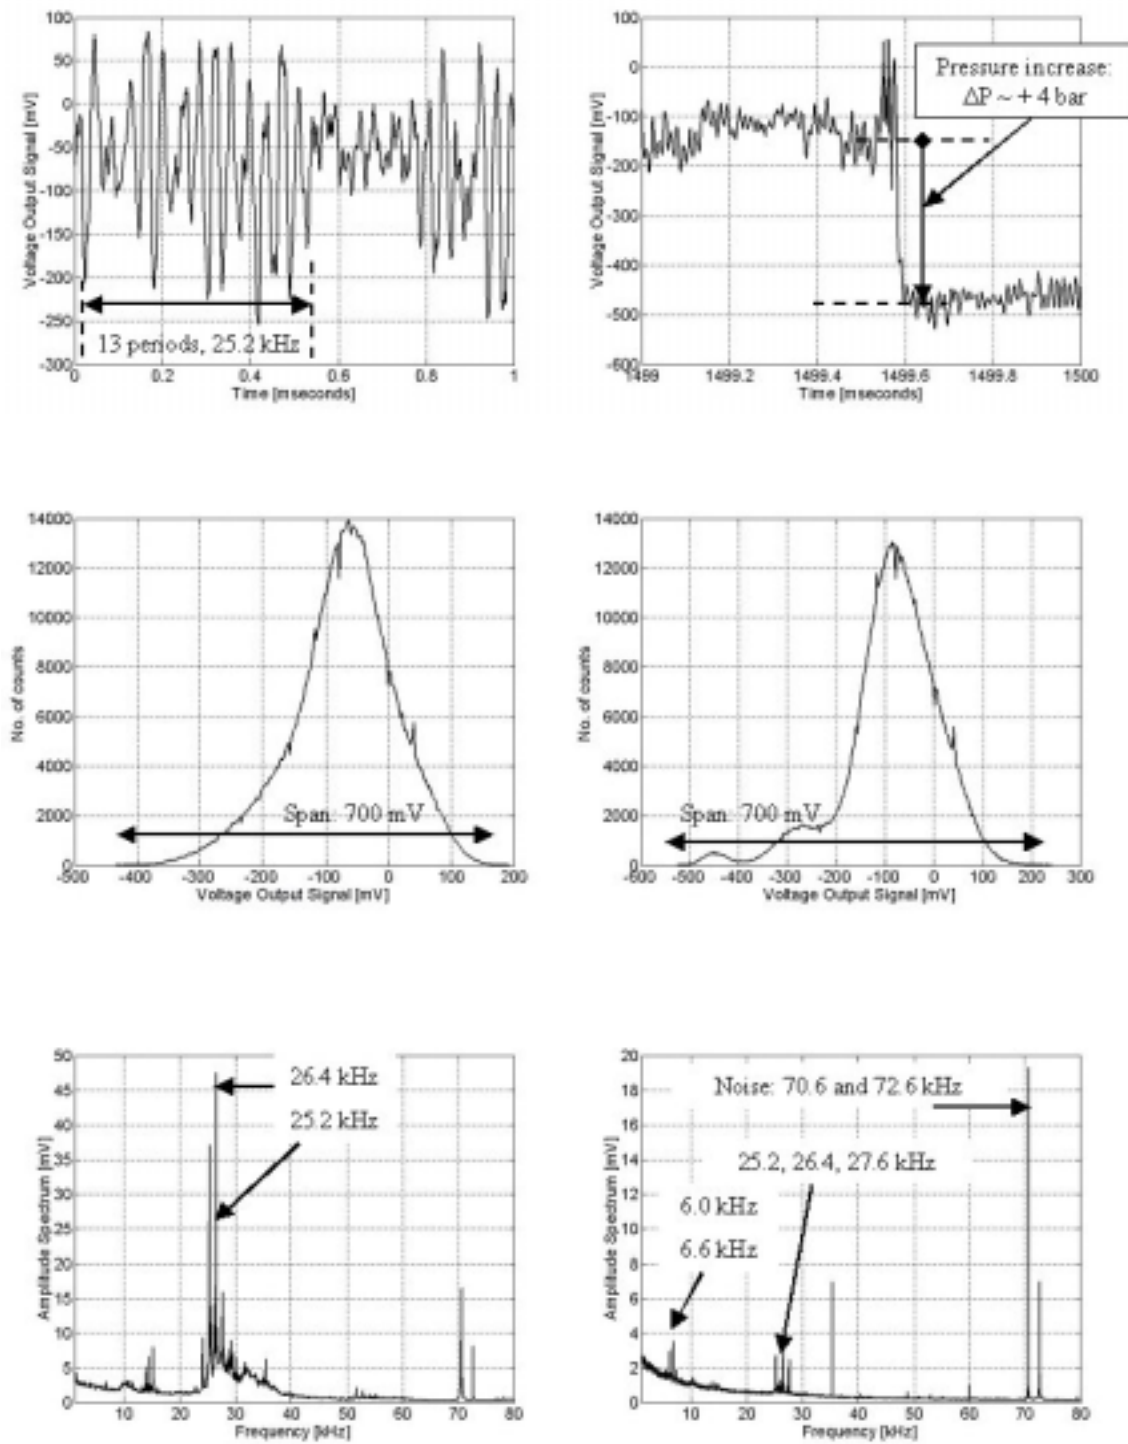 100
50
0
-50
-100
-150
-200
-250
-300
Voltage Output Signal [mV]
13 periods, 25.2 kHz
0 0.2 0.4 0.6 0.8 1
Time [mseconds]
100
0
-100
-200
-300
-400
-500
-600
Voltage Output Signal [mV]
Pressure increase:
ΔP ~ + 4 bar
1499 1499.2 1499.4 1499.6 1499.8 1500
Time [mseconds]
14000
12000
10000
8000
6000
4000
2000
0
No. of counts
Span: 700 mV
-500 -400 -300 -200 -100 0 100 200
Voltage Output Signal [mV]
14000
12000
10000
8000
6000
4000
2000
0
No. of counts
Span: 700 mV
-600 -500 -400 -300 -200 -100 0 100 200 300
Voltage Output Signal [mV]
50
45
40
35
30
25
20
15
10
5
0
Amplitude Spectrum [mV]
26.4 kHz
25.2 kHz
10 20 30 40 50 60 70 80
Frequency [kHz]
20
18
16
14
12
10
8
6
4
2
0
Amplitude Spectrum [mV]
Noise: 70.6 and 72.6 kHz
25.2, 26.4, 27.6 kHz
6.0 kHz
6.6 kHz
10 20 30 40 50 60 70 80
Frequency [kHz]